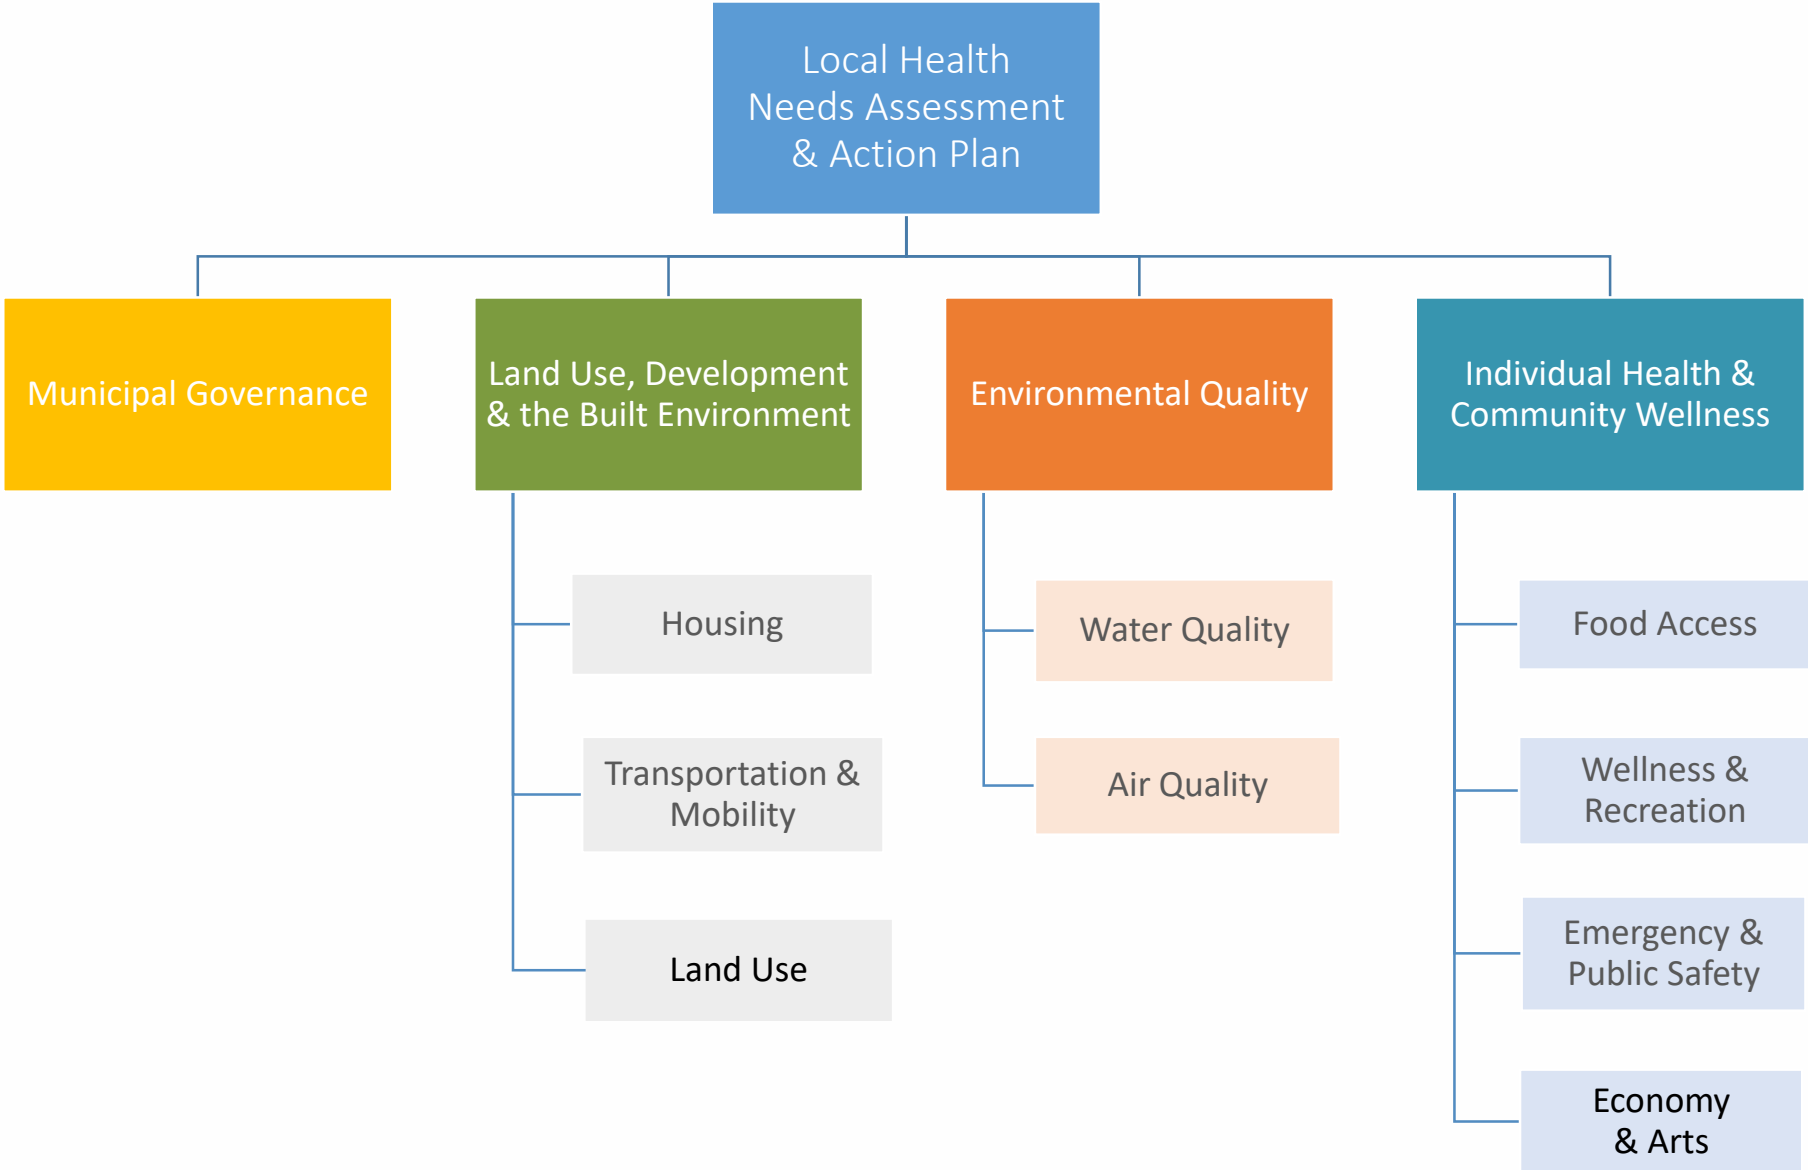 Local Health
Needs Assessment
& Action Plan
Municipal Governance
Land Use, Development
& the Built Environment
Environmental Quality
Individual Health &
Community Wellness
Housing
Transportation &
Mobility
Land Use
Water Quality
Air Quality
Food Access
Wellness &
Recreation
Emergency &
Public Safety
Economy
& Arts